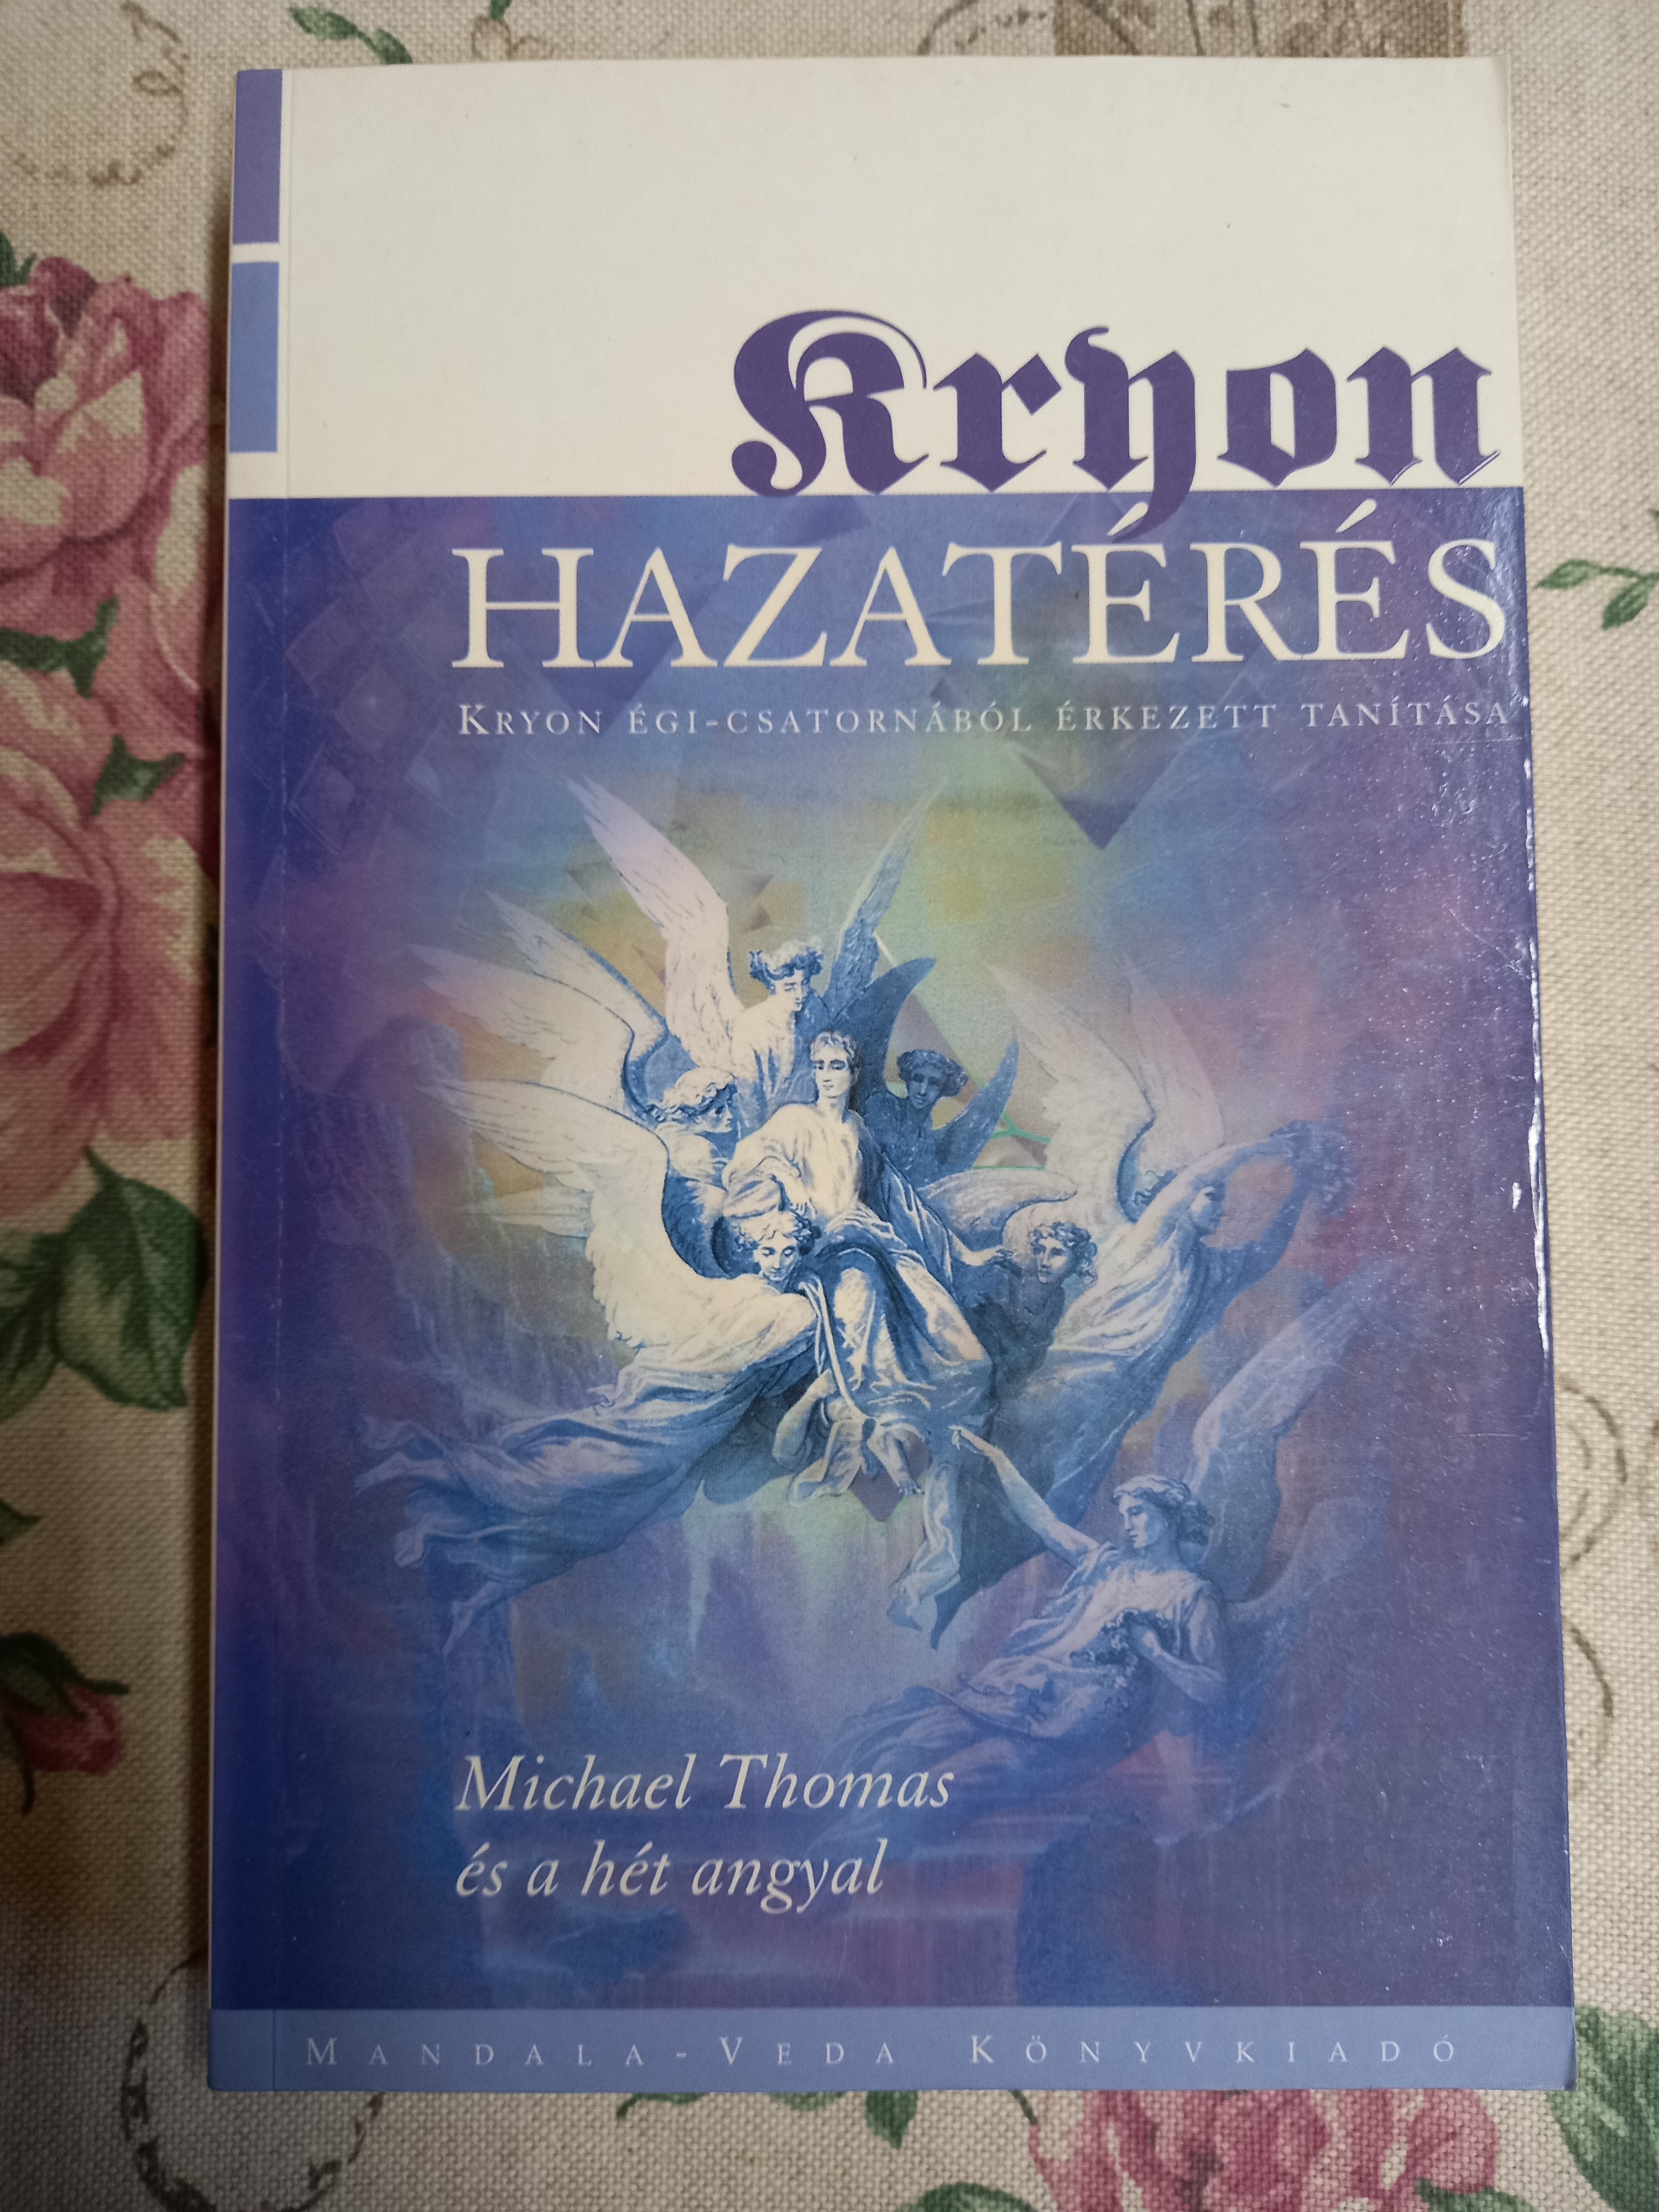 Kryon
HAZATÉRÉS
KRYON ÉGI-CSATORNÁBÓL ÉRKEZETT TANÍTÁSA
Michael Thomas
és a hét angyal
MANDALA-VEDA KÖNYVKIADÓ